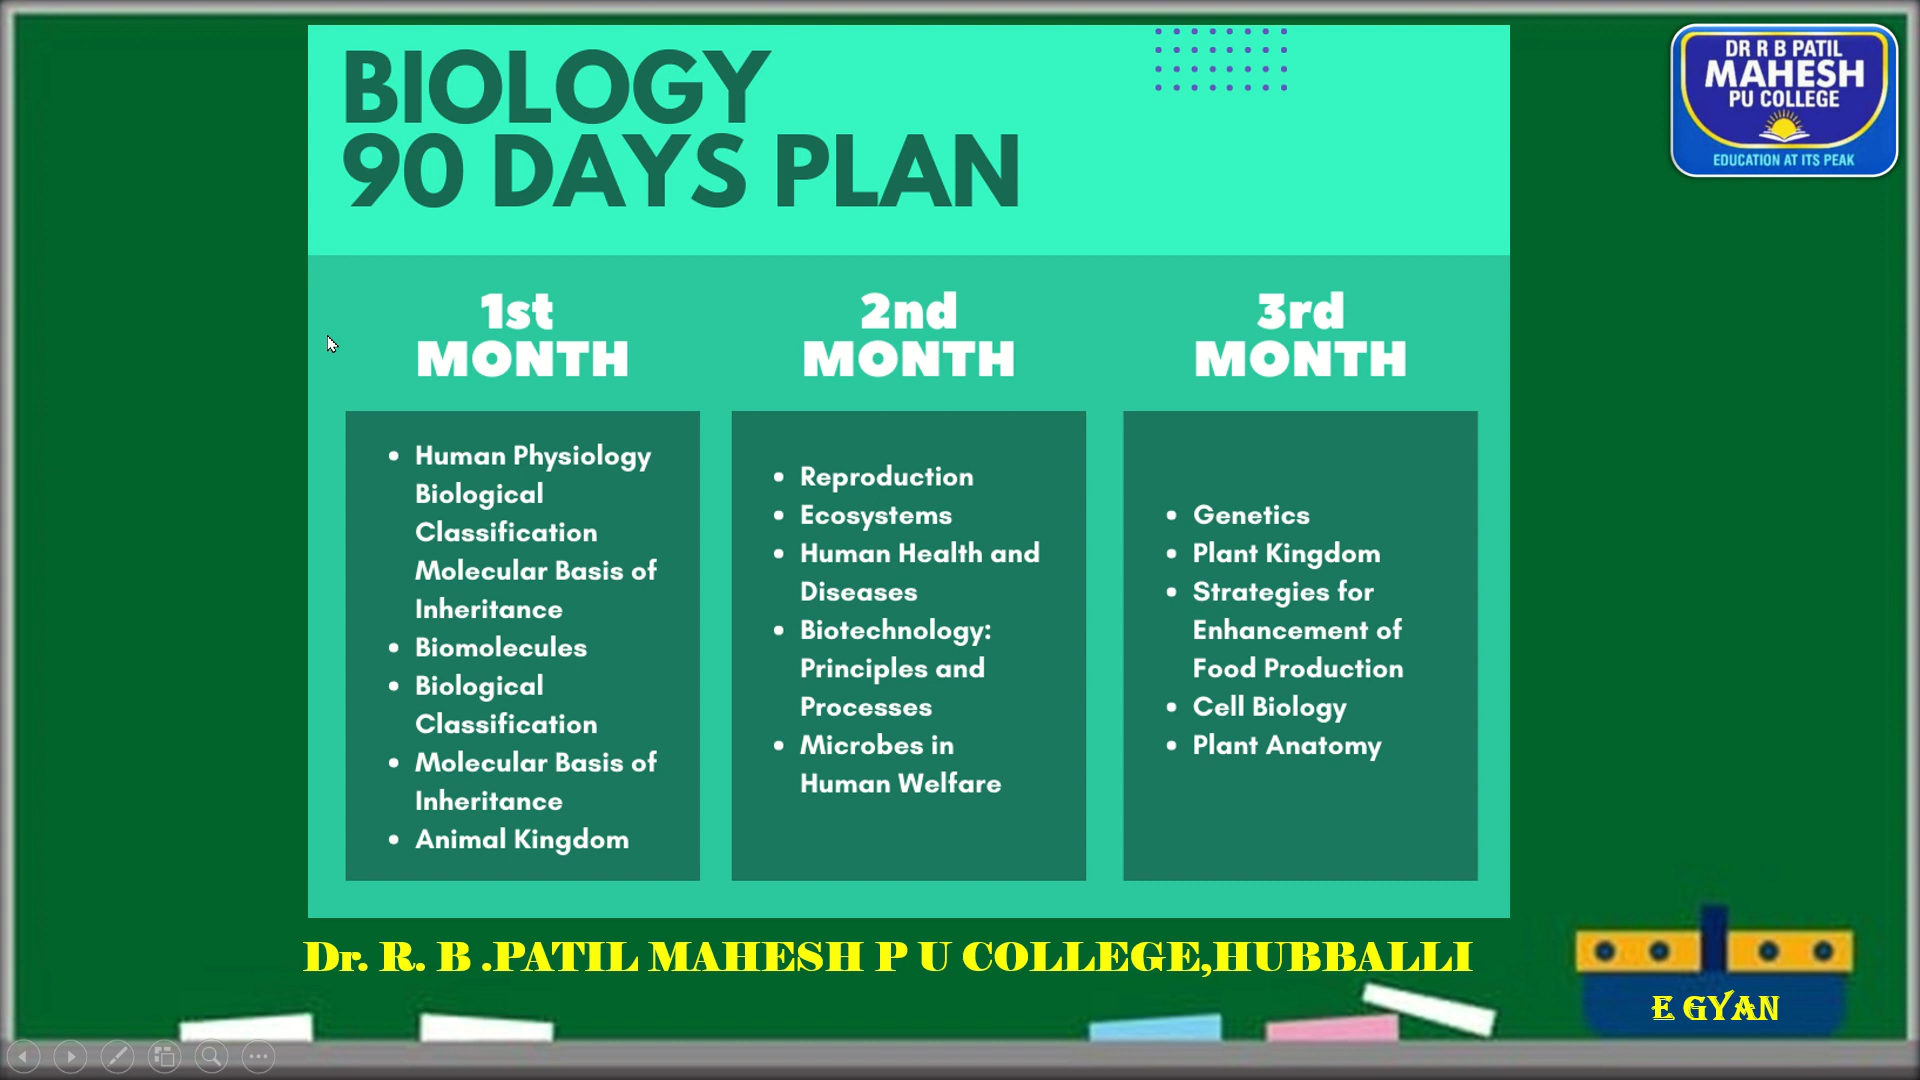 BIOLOGY
90 DAYS PLAN
DR R B PATIL
MAHESH
PU COLLEGE
EDUCATION AT ITS PEAK
1st
MONTH
• Human Physiology
Biological
Classification
Molecular Basis of
Inheritance
• Biomolecules
• Biological
Classification
• Molecular Basis of
Inheritance
• Animal Kingdom
2nd
MONTH
• Reproduction
• Ecosystems
• Human Health and
Diseases
• Biotechnology:
Principles and
Processes
• Microbes in
Human Welfare
3rd
MONTH
• Genetics
• Plant Kingdom
• Strategies for
Enhancement of
Food Production
• Cell Biology
• Plant Anatomy
Dr. R. B .PATIL MAHESH P U COLLEGE,HUBBALLI
E GYAN